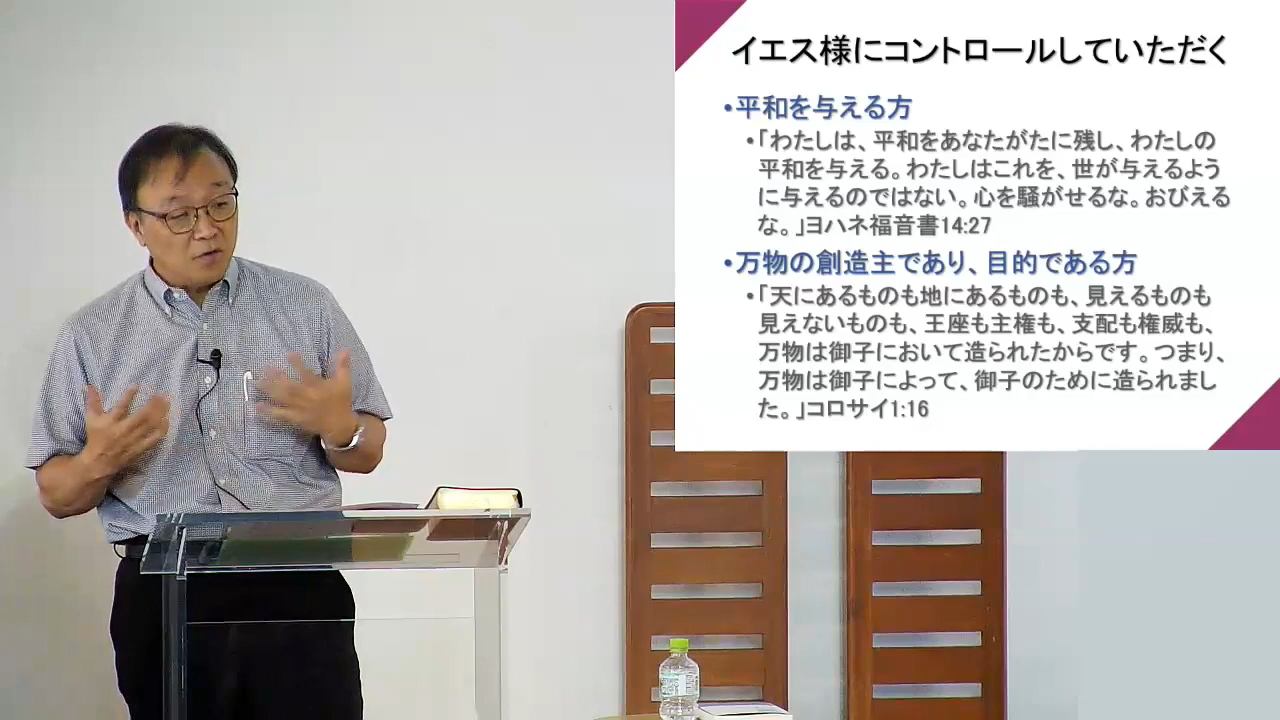 イエス様にコントロールしていただく
•平和を与える方
•「わたしは、平和をあなたがたに残し、わたしの
平和を与える。わたしはこれを、世が与えるよう
に与えるのではない。心を騒がせるな。おびえる
な。」ヨハネ福音書14:27
•万物の創造主であり、目的である方
•「天にあるものも地にあるものも、見えるものも
見えないものも、王座も主権も、支配も権威も、
万物は御子において造られたからです。つまり、
万物は御子によって、御子のために造られまし
た。」コロサイ1:16